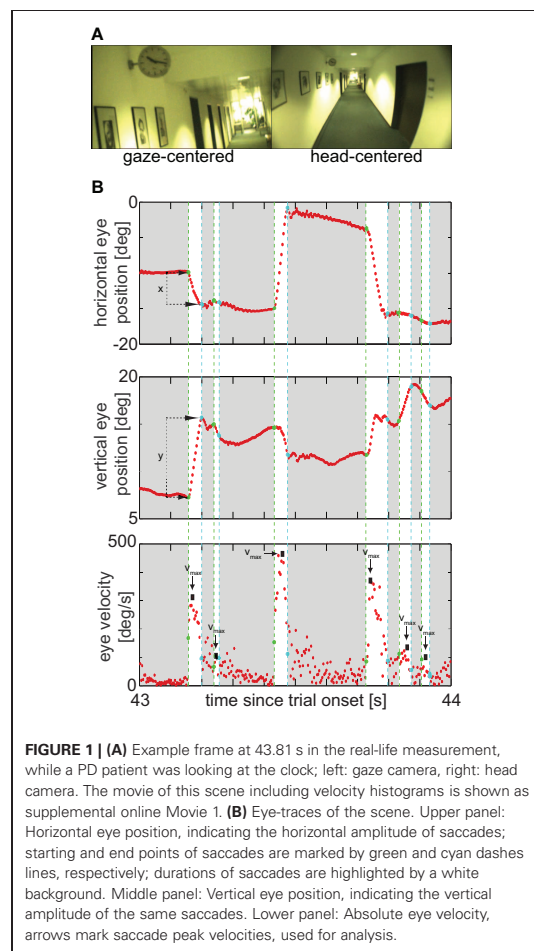 A
gaze-centered head-centered
B
0
horizontal eye
position [deg]
x
-20
20
vertical eye
position [deg]
y
5
500
eye velocity
[deg/s]
vmax
vmax
vmax
vmax
vmax
vmax
0
43 time since trial onset [s] 44
FIGURE 1 | (A) Example frame at 43.81 s in the real-life measurement,
while a PD patient was looking at the clock; left: gaze camera, right: head
camera. The movie of this scene including velocity histograms is shown as
supplemental online Movie 1. (B) Eye-traces of the scene. Upper panel:
Horizontal eye position, indicating the horizontal amplitude of saccades;
starting and end points of saccades are marked by green and cyan dashes
lines, respectively; durations of saccades are highlighted by a white
background. Middle panel: Vertical eye position, indicating the vertical
amplitude of the same saccades. Lower panel: Absolute eye velocity,
arrows mark saccade peak velocities, used for analysis.